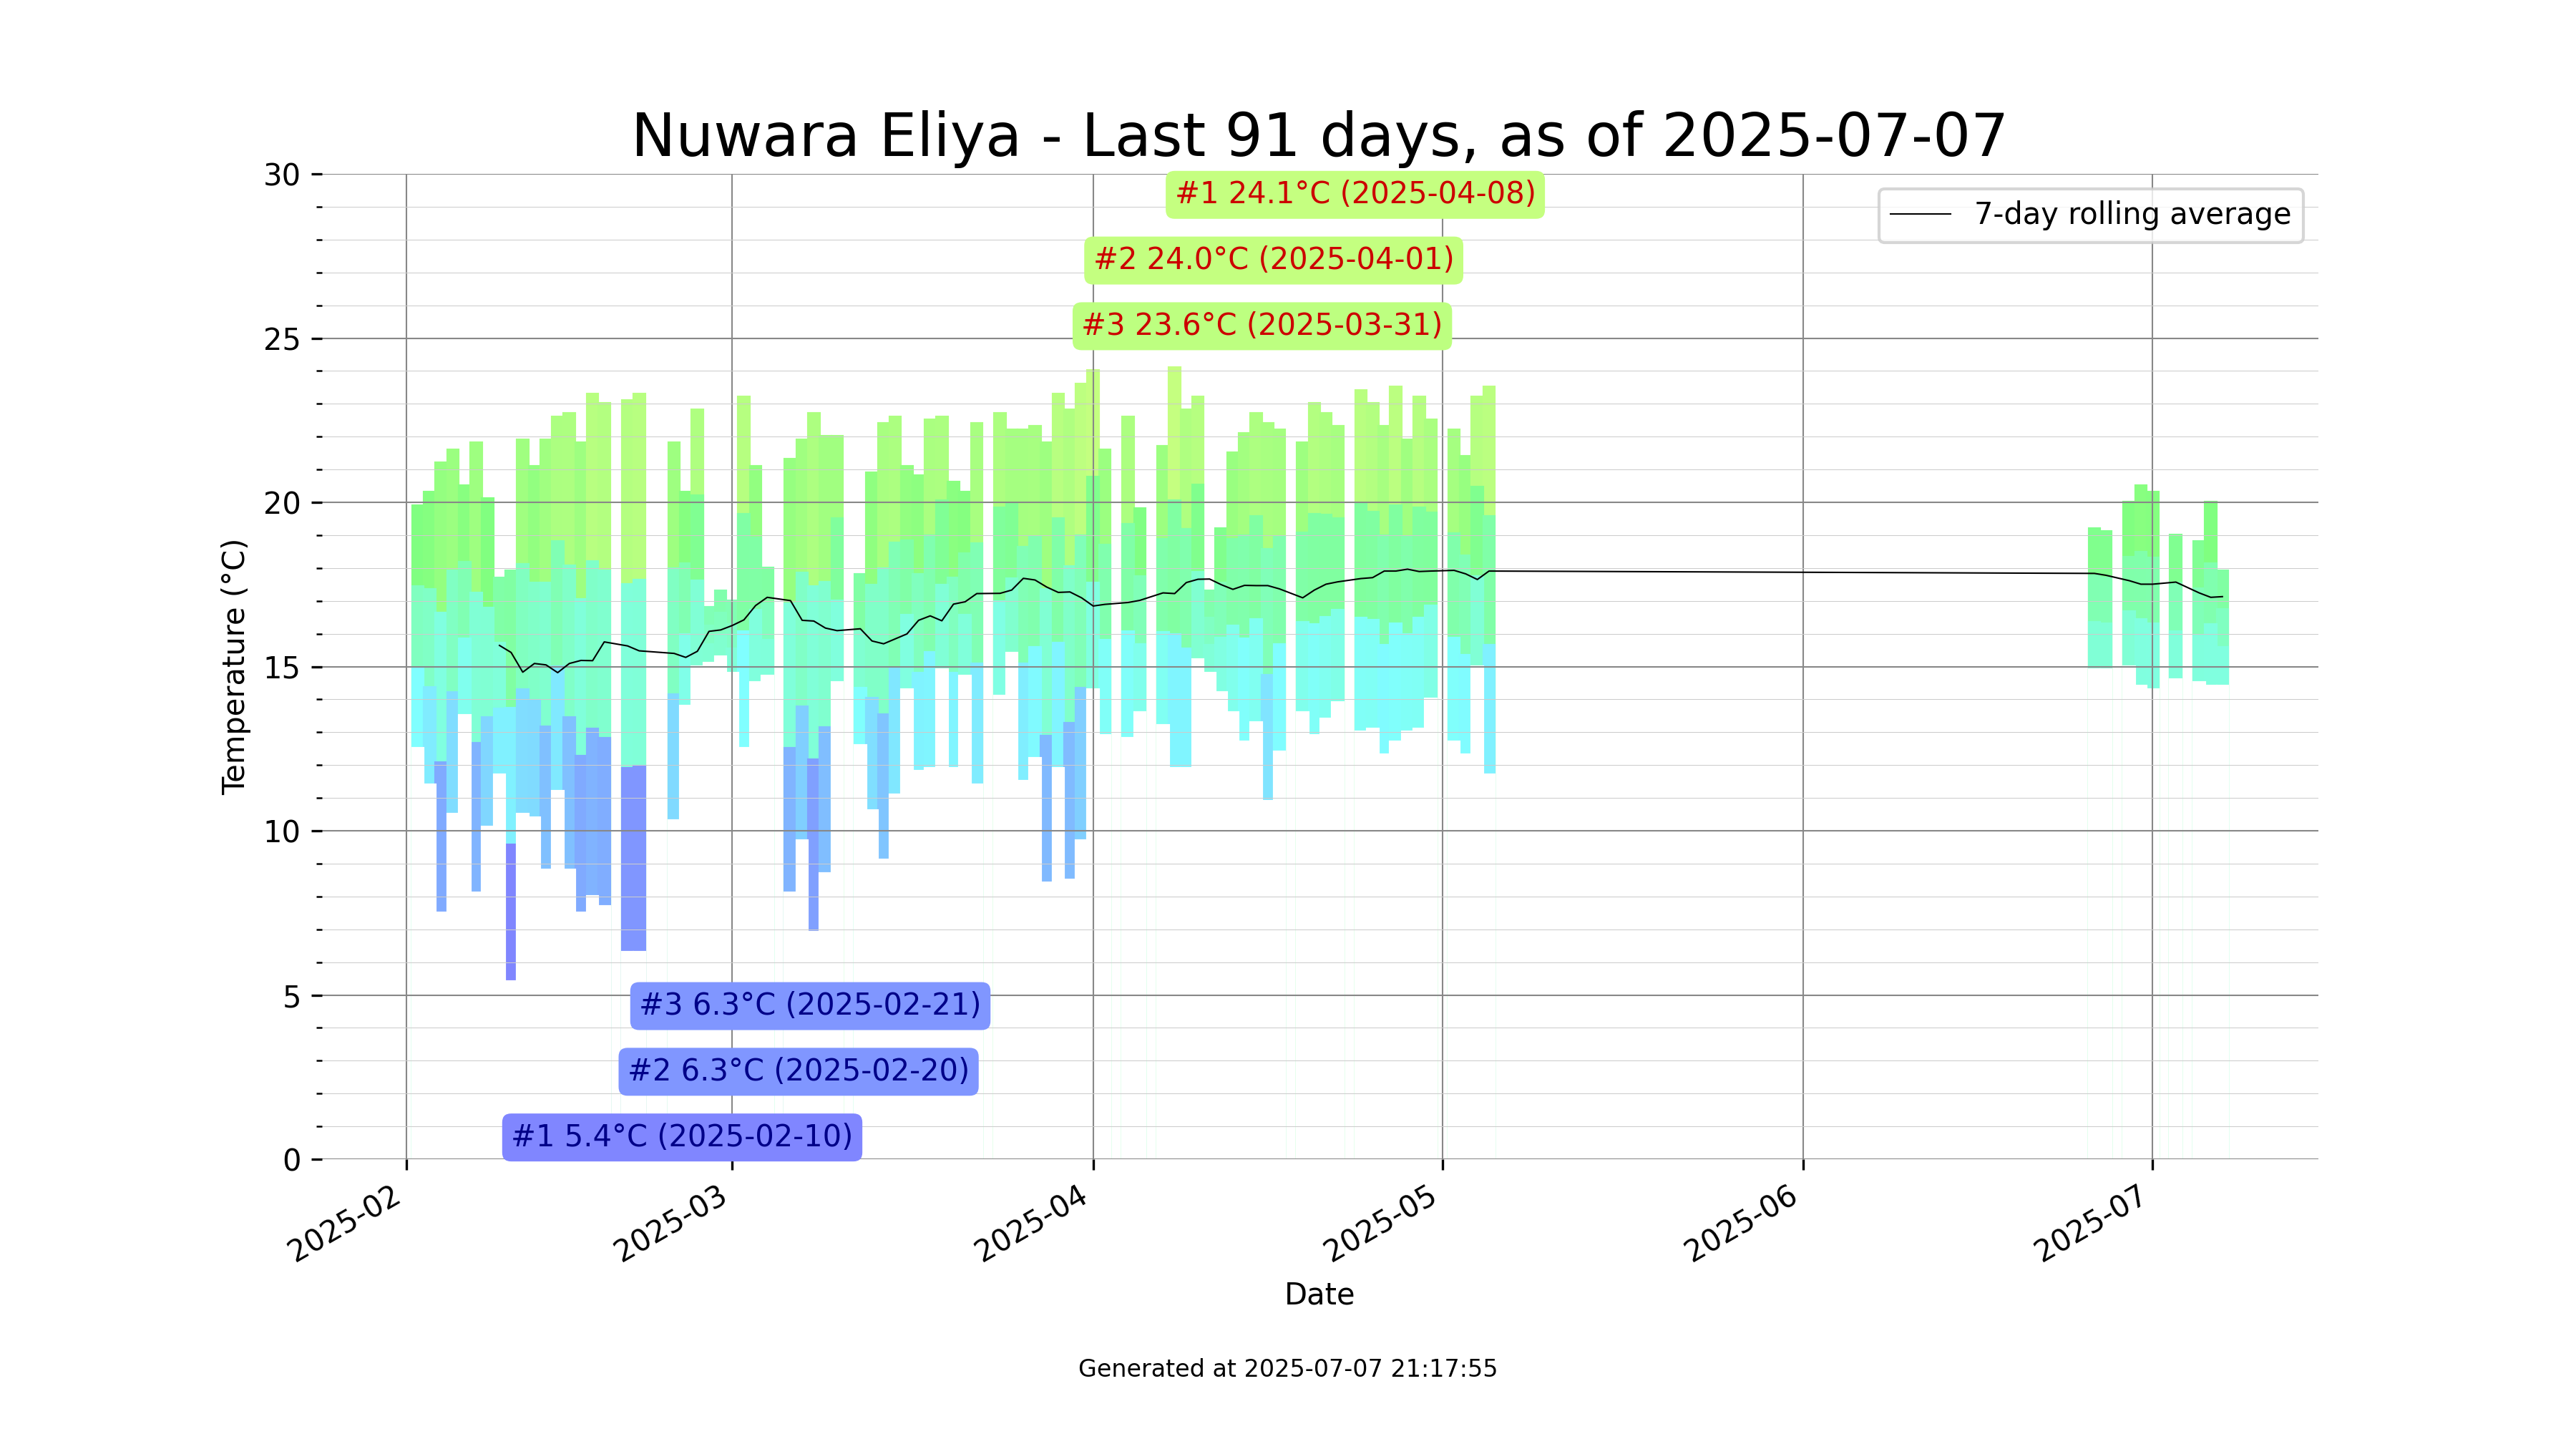 Nuwara Eliya - Last 91 days, as of 2025-07-07
30
25
20
15
10
5
0
Temperature (°C)
#1 24.1°C (2025-04-08)
#2 24.0°C (2025-04-01)
#3 23.6°C (2025-03-31)
7-day rolling average
#3 6.3°C (2025-02-21)
#2 6.3°C (2025-02-20)
#1 5.4°C (2025-02-10)
2025-02
2025-03
2025-04
2025-05
2025-06
2025-07
Date
Generated at 2025-07-07 21:17:55